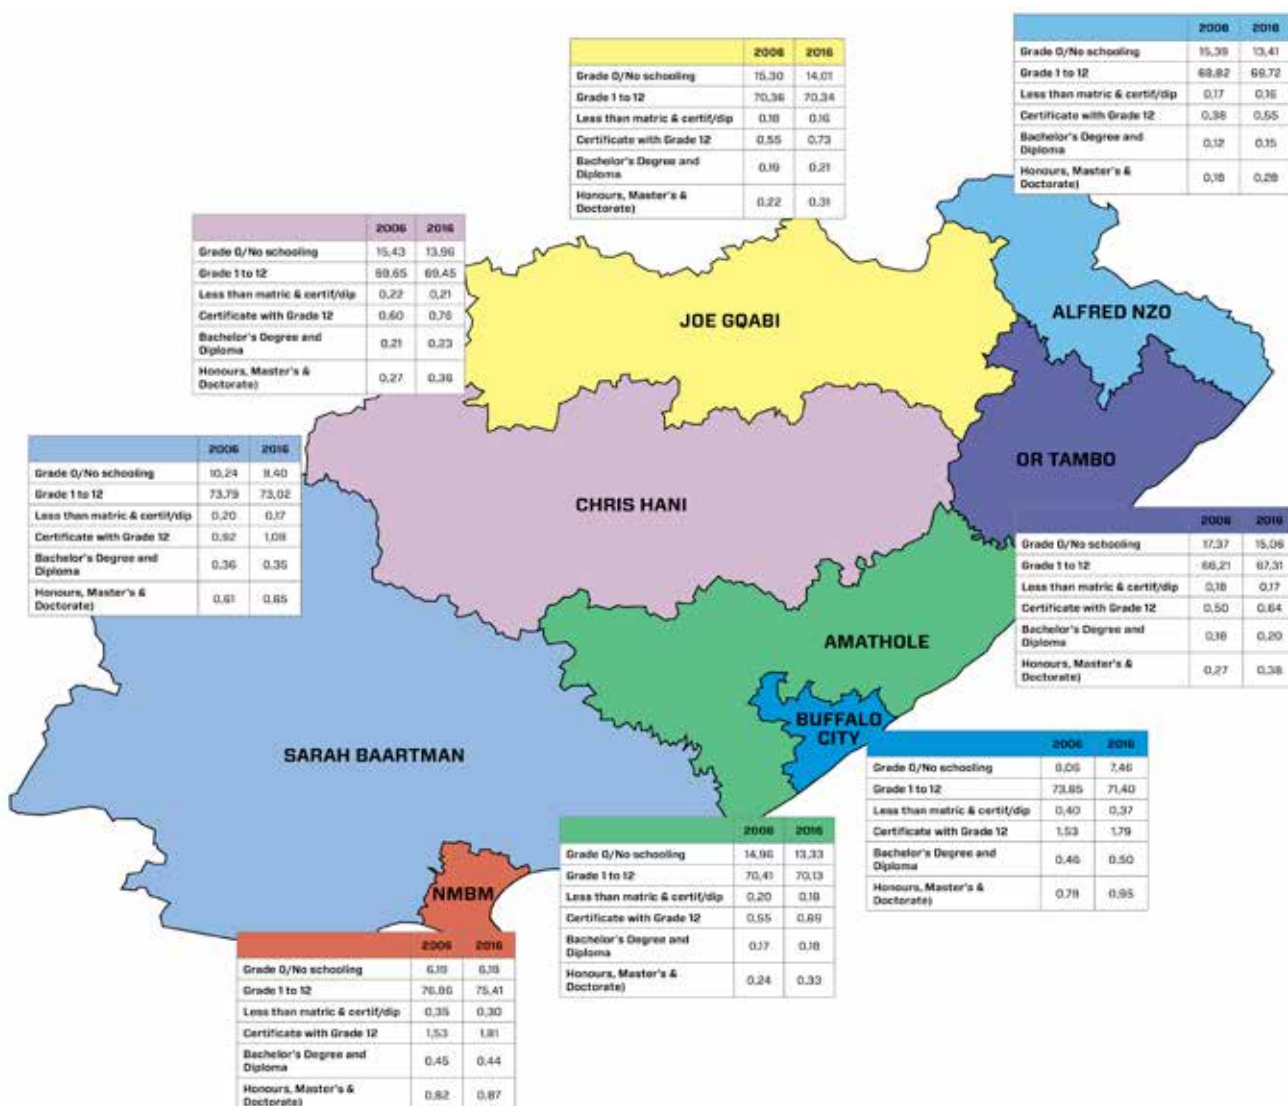 2006 2016
Grade 0/No schooling 15,39 13,41
Grade 1 to 12 68,82 68,72
Less than matric & certif/dip 0,17 0,16
Certificate with Grade 12 0,38 0,55
Bachelor's Degree and
Diploma 0,12 0,15
Honours, Master's &
Doctorate) 0,18 0,28
2006 2016
Grade 0/No schooling 15,30 14,01
Grade 1 to 12 70,36 70,34
Less than matric & certif/dip 0,18 0,16
Certificate with Grade 12 0,55 0,73
Bachelor's Degree and
Diploma 0,19 0,21
Honours, Master's &
Doctorate) 0,22 0,31
2006 2016
Grade 0/No schooling 15,43 13,96
Grade 1 to 12 69,65 69,45
Less than matric & certif/dip 0,22 0,21
Certificate with Grade 12 0,60 0,76
Bachelor's Degree and
Diploma 0,21 0,23
Honours, Master's &
Doctorate) 0,27 0,36
JOE GQABI
ALFRED NZO
2006 2016
Grade 0/No schooling 10,24
Grade 1 to 12 73,79 73,02
Less than matric & certif/dip 0,20 0,17
Certificate with Grade 12 0,92 1,08
Bachelor's Degree and
Diploma 0,36 0,35
Honours, Master's &
Doctorate) 0,61 0,65
OR TAMBO
CHRIS HANI
2006 2016
Grade 0/No schooling 17,37 15,06
Grade 1 to 12 66,21 67,31
Less than matric & certif/dip 0,18 0,17
Certificate with Grade 12 0,50 0,64
Bachelor's Degree and
Diploma 0,18 0,20
Honours, Master's &
Doctorate) 0,27 0,38
AMATHOLE
BUFFALO
CITY
SARAH BAARTMAN
2006 2016
Grade 0/No schooling 7,46
Grade 1 to 12 73,65 71,40
Less than matric & certif/dip 0,40 0,37
Certificate with Grade 12 1,53 1,79
Bachelor's Degree and
Diploma 0,46 0,50
Honours, Master's &
Doctorate) 0,95
2006 2016
Grade 0/No schooling 14,96 13,33
Grade 1 to 12 70,41 70,13
Less than matric & certif/dip 0,20 0,18
Certificate with Grade 12 0,55 0,69
Bachelor's Degree and
Diploma 0,17 0,18
Honours, Master's &
Doctorate) 0,24 0,33
NMBM
2006 2016
Grade 0/No schooling
Grade 1 to 12 75,41
Less than matric & certif/dip 0,35 0,30
Certificate with Grade 12 1,53 1,81
Bachelor's Degree and
Diploma 0,45 0,44
Honours, Master's &
Doctorate) 0,82 0,87